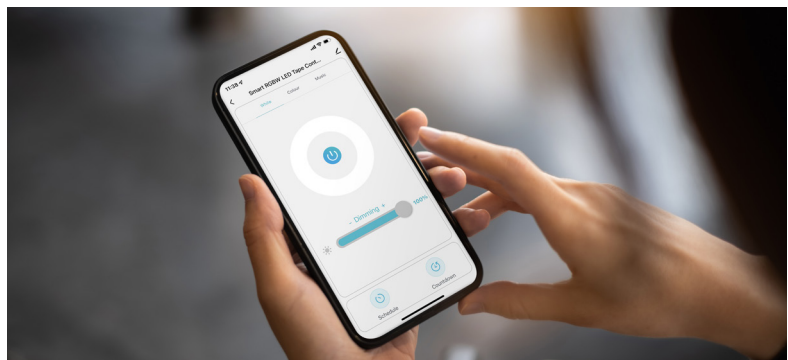 11:28
Smart RGBW LED Tape Cont...
White Colour Music
- Dimming + 100%
Schedule Countdown